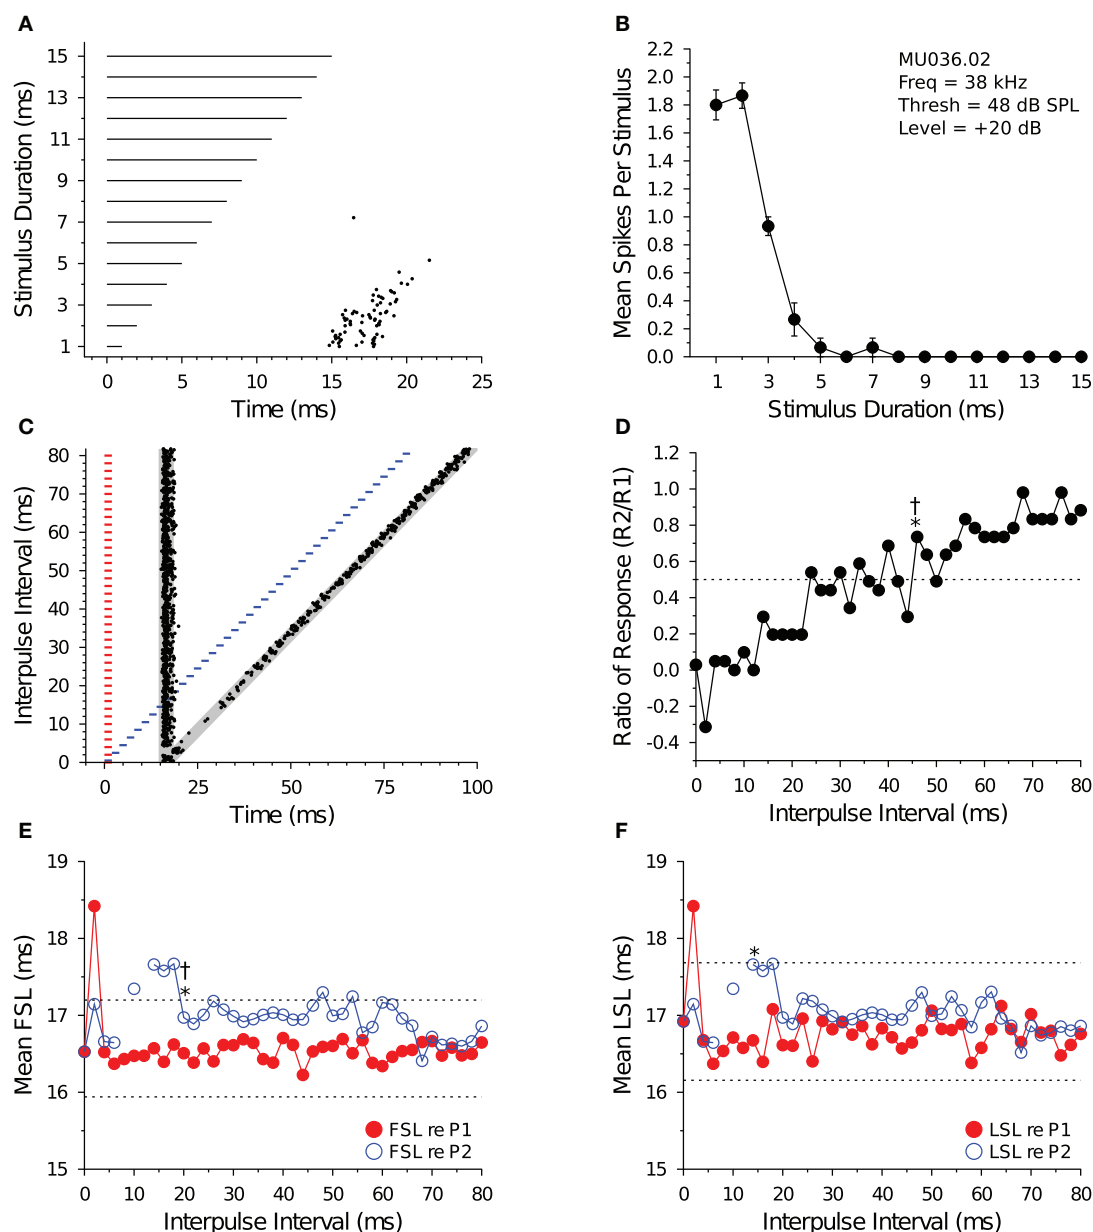 A
Stimulus Duration (ms)
15
13
11
9
7
5
3
1
0 5 10 15 20 25
Time (ms)
B
Mean Spikes Per Stimulus
2.2
2.0
1.8
1.6
1.4
1.2
1.0
0.8
0.6
0.4
0.2
0.0
MU036.02
Freq = 38 kHz
Thresh = 48 dB SPL
Level = +20 dB
1 3 5 7 9 11 13 15
Stimulus Duration (ms)
C
Interpulse Interval (ms)
80
70
60
50
40
30
20
10
0
0 25 50 75 100
Time (ms)
D
Ratio of Response (R2/R1)
1.2
1.0
0.8
0.6
0.4
0.2
0.0
-0.2
-0.4
†
*
0 10 20 30 40 50 60 70 80
Interpulse Interval (ms)
E
Mean FSL (ms)
19
18
17
16
15
†
*
FSL re P1
FSL re P2
0 10 20 30 40 50 60 70 80
Interpulse Interval (ms)
F
Mean LSL (ms)
19
18
17
16
15
*
LSL re P1
LSL re P2
0 10 20 30 40 50 60 70 80
Interpulse Interval (ms)